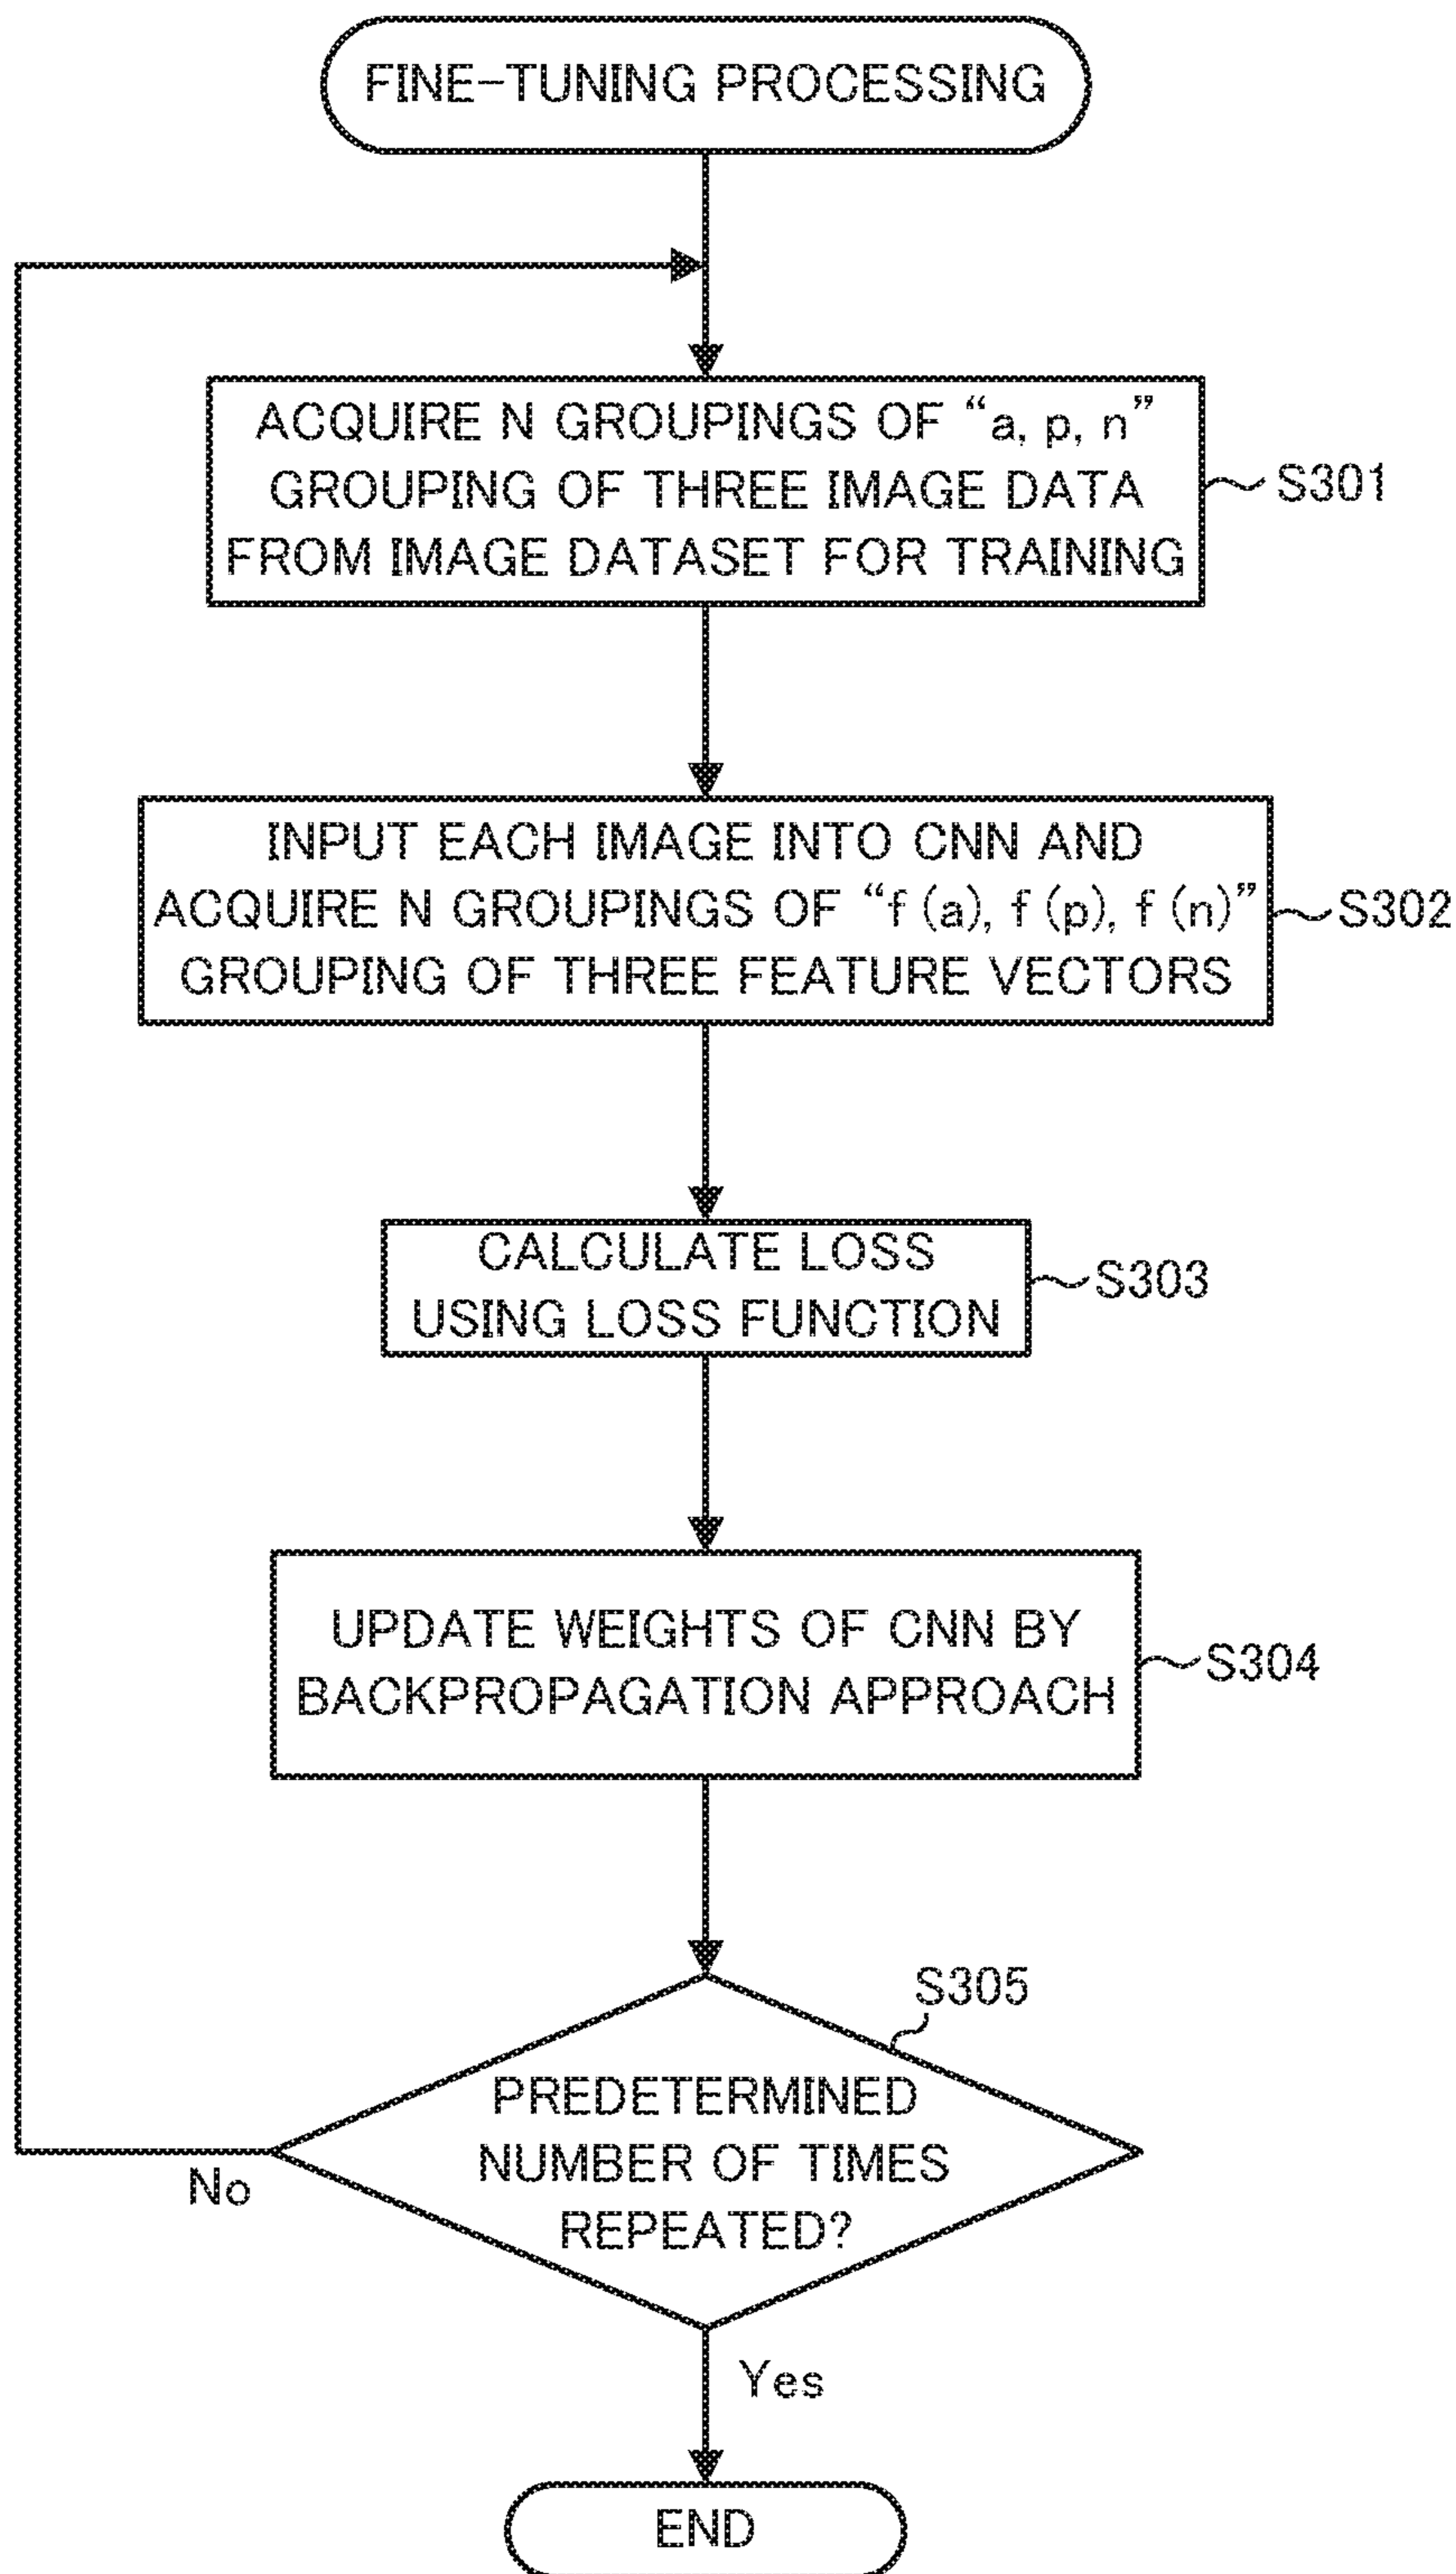 FINE-TUNING PROCESSING
ACQUIRE N GROUPINGS OF “a, p, n”
GROUPING OF THREE IMAGE DATA
FROM IMAGE DATASET FOR TRAINING
S301
INPUT EACH IMAGE INTO CNN AND
ACQUIRE N GROUPINGS OF “f (a), f (p), f (n)”
GROUPING OF THREE FEATURE VECTORS
S302
CALCULATE LOSS
USING LOSS FUNCTION
S303
UPDATE WEIGHTS OF CNN BY
BACKPROPAGATION APPROACH
S304
S305
PREDETERMINED
NUMBER OF TIMES
REPEATED?
No
Yes
END